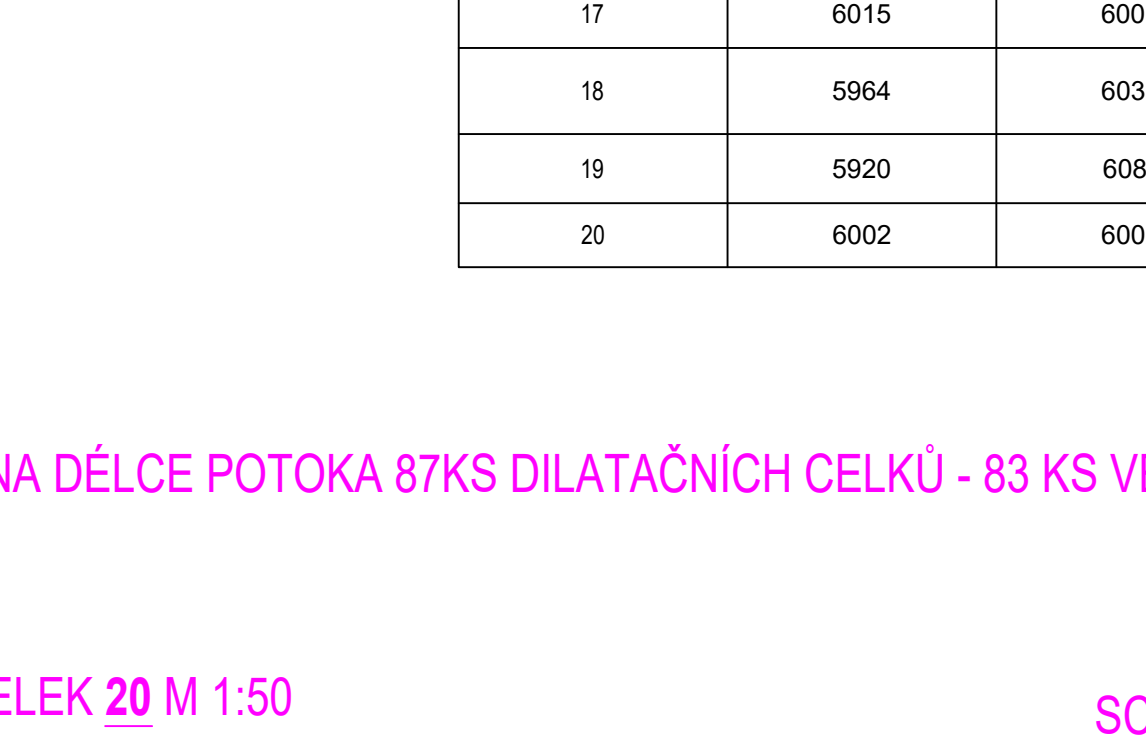 17 6015 600
18 5964 603
19 5920 608
20 6002 600
NA DÉLCE POTOKA 87KS DILATAČNÍCH CELKŮ - 83 KS VE
ELEK 20 M 1:50
SC